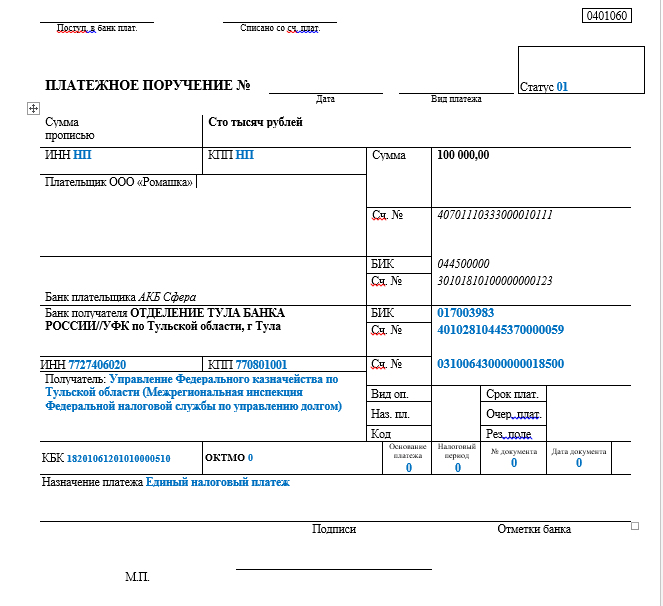 0401060
Поступ. в банк плат. Списано со сч. плат.
Статус 01
ПЛАТЕЖНОЕ ПОРУЧЕНИЕ №
Дата Вид платежа
Сумма
прописью
Сто тысяч рублей
ИНН НП КПП НП Сумма 100 000,00
Плательщик ООО «Ромашка»
Сч. № 40701110333000010111
БИК 044500000
Сч. № 30101810100000000123
Банк плательщика АКБ Сфера
Банк получателя ОТДЕЛЕНИЕ ТУЛА БАНКА
РОССИИ//УФК по Тульской области, г Тула
БИК 017003983
Сч. № 40102810445370000059
ИНН 7727406020 КПП 770801001 Сч. № 03100643000000018500
Получатель: Управление Федерального казначейства по
Тульской области (Межрегиональная инспекция
Федеральной налоговой службы по управлению долгом)
Вид оп. Срок плат.
Наз. пл. Очер. плат.
Код Рез. поле
КБК 18201061201010000510 ОКТМО 0
Основание
платежа
0
Налоговый
период
0
№ документа
0
Дата документа
0
Назначение платежа Единый налоговый платеж
Подписи Отметки банка
М.П.